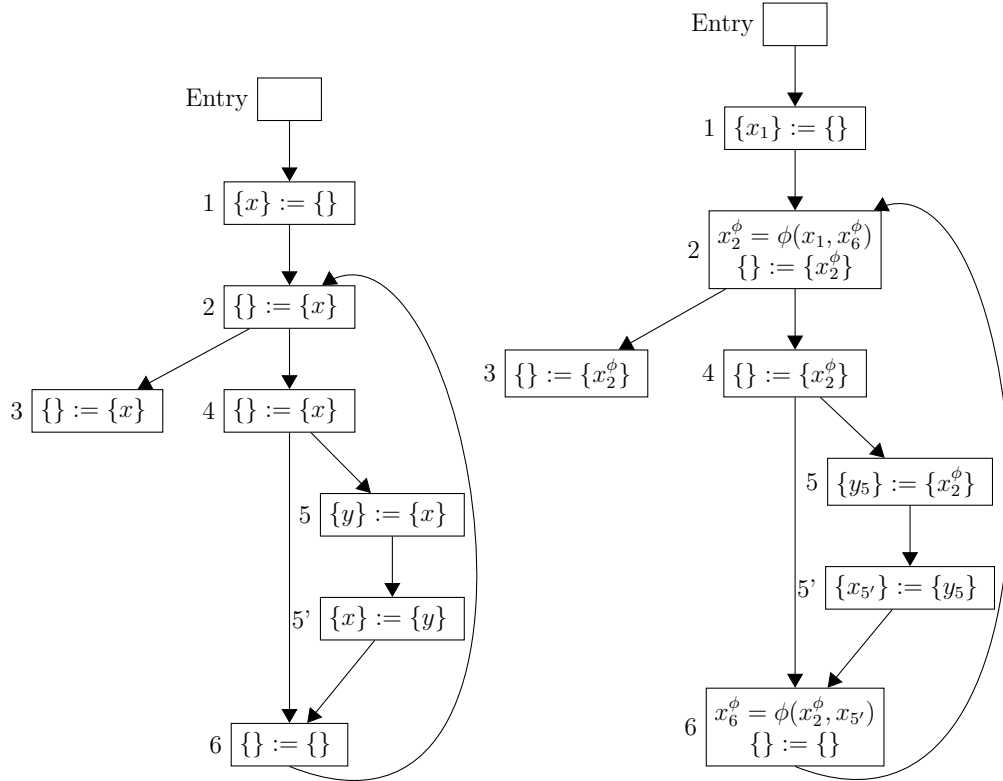 Entry
1 {x} := {}
2 {} := {x}
3 {} := {x}
4 {} := {x}
5 {y} := {x}
5' {x} := {y}
6 {} := {}
Entry
1 {x₁} := {}
2
x₂^ϕ = ϕ(x₁, x₆^ϕ)
{} := {x₂^ϕ}
3 {} := {x₂^ϕ}
4 {} := {x₂^ϕ}
5 {y₅} := {x₂^ϕ}
5' {x₅'} := {y₅}
6
x₆^ϕ = ϕ(x₂^ϕ, x₅')
{} := {}